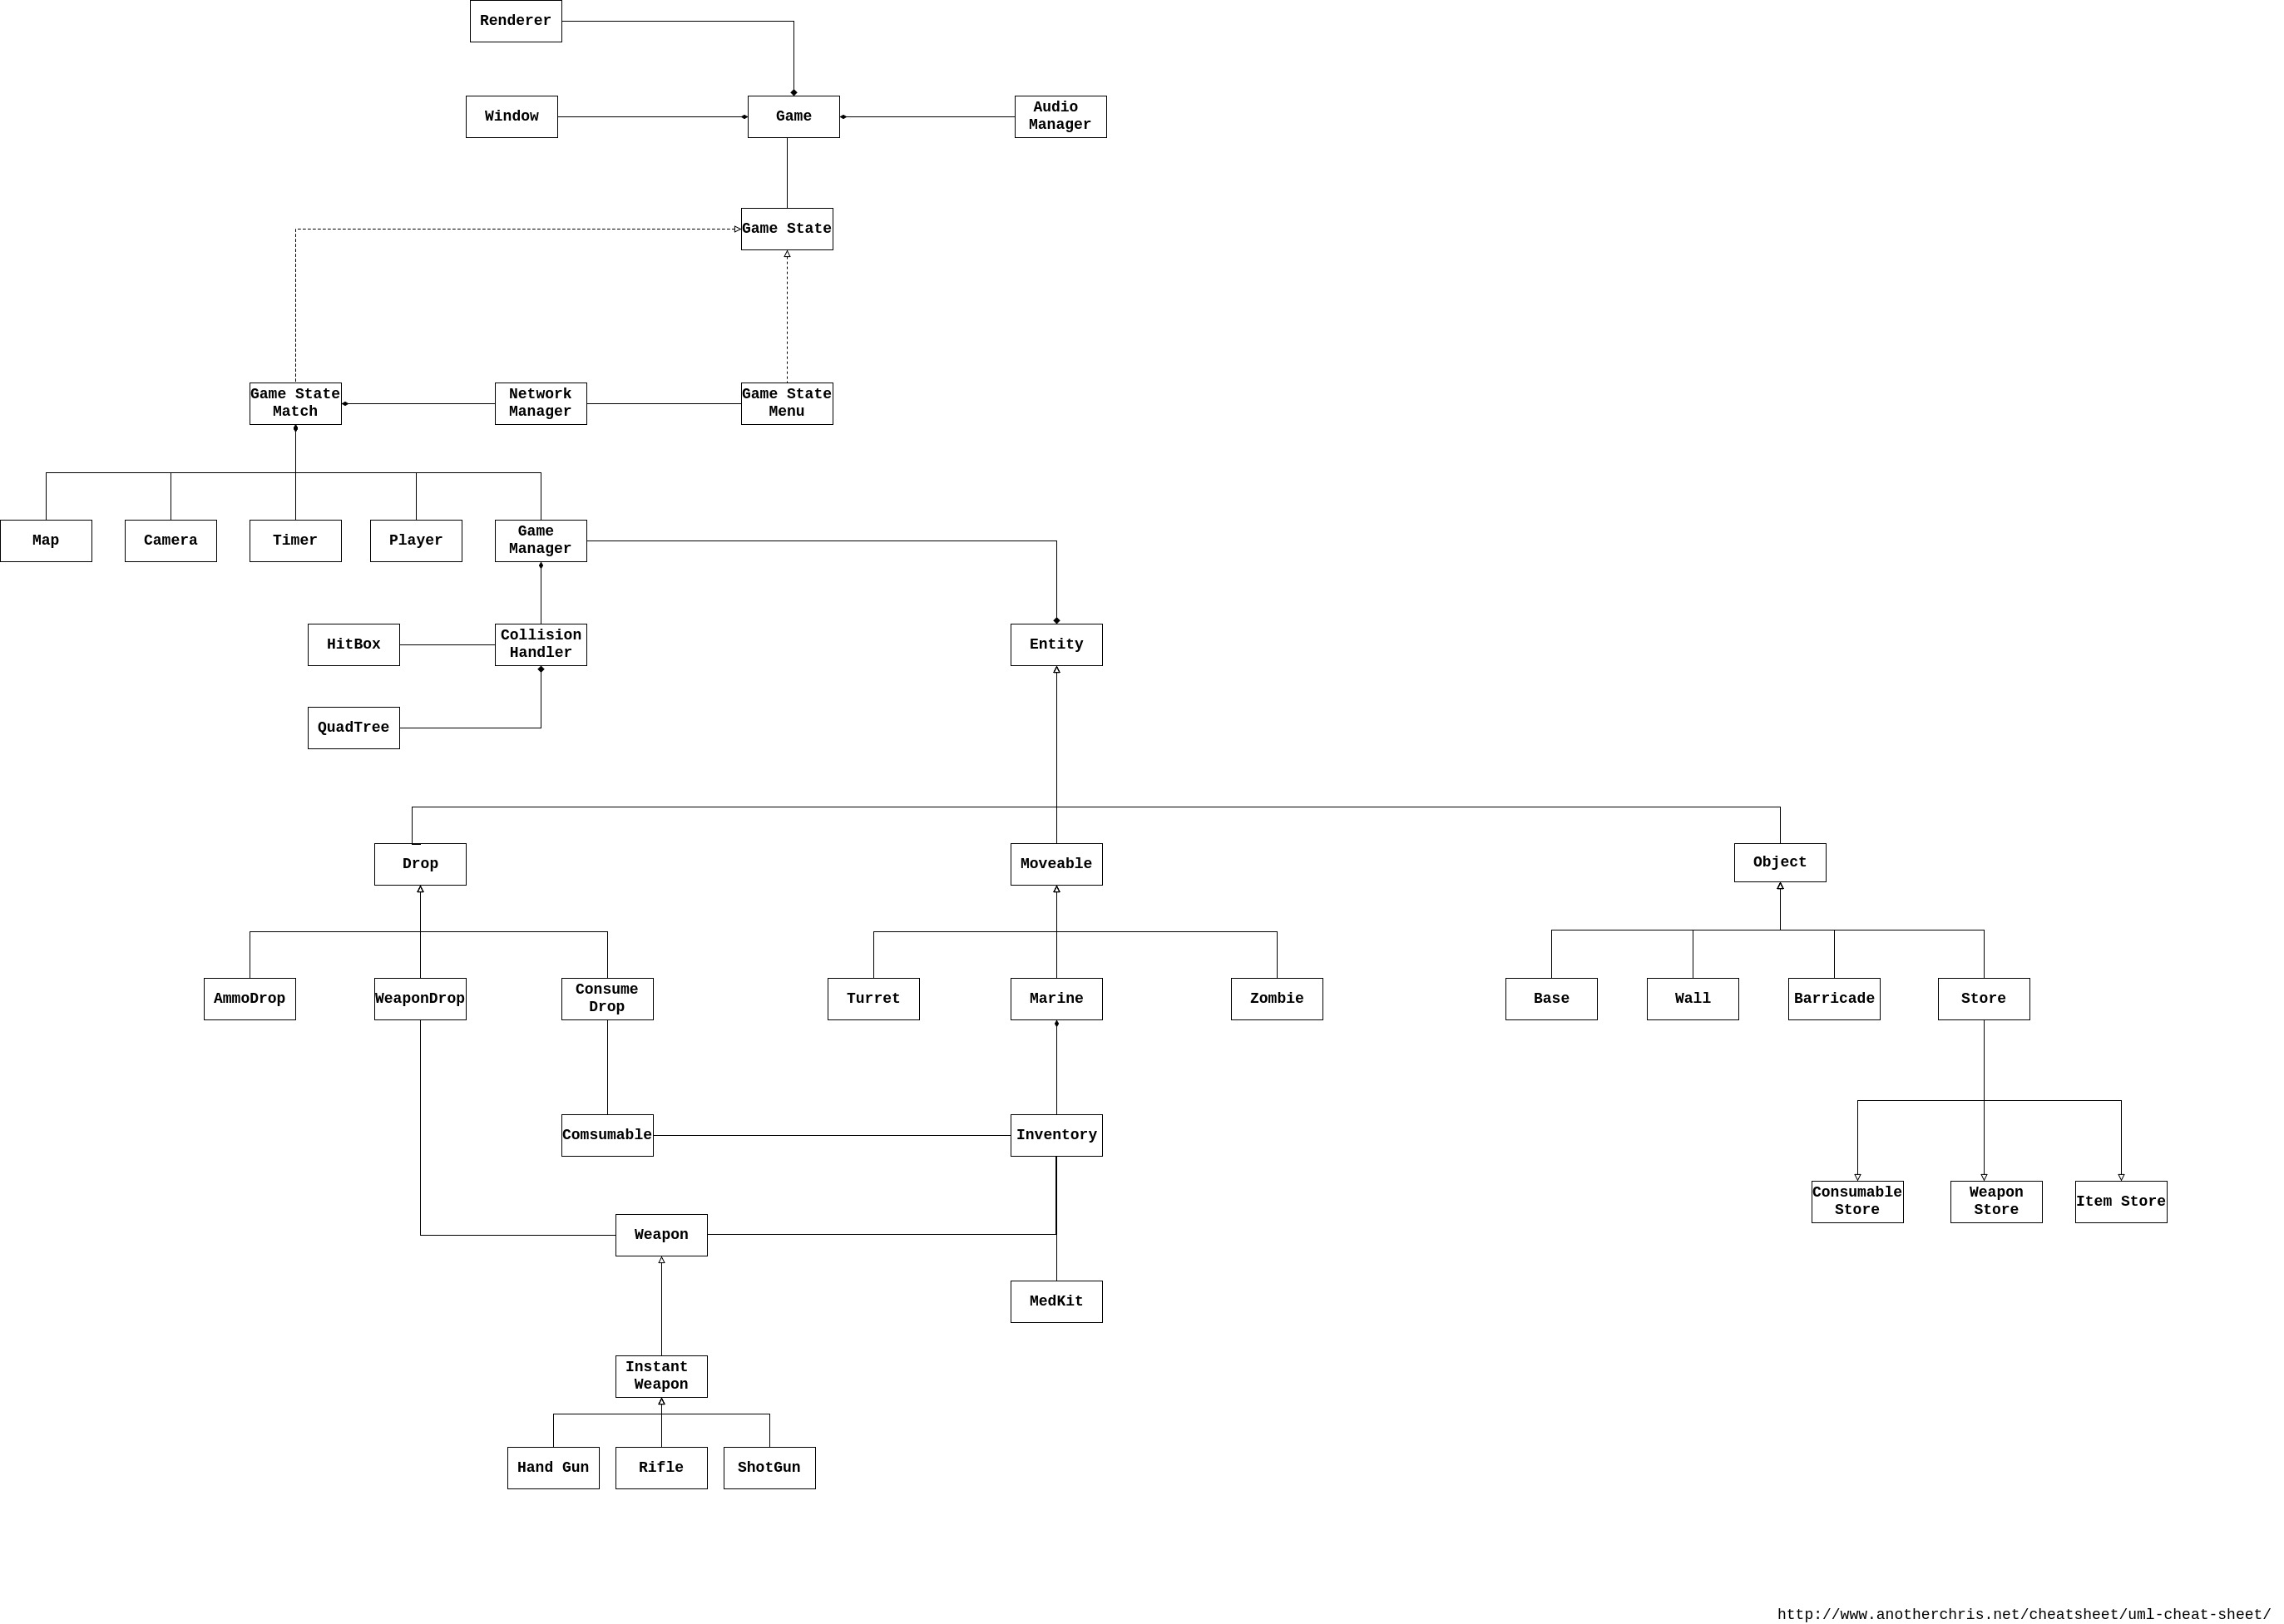 Renderer
Window
Game
Audio
Manager
Game State
Game State
Match
Network
Manager
Game State
Menu
Map
Camera
Timer
Player
Game
Manager
HitBox
Collision
Handler
Entity
QuadTree
Drop
Moveable
Object
AmmoDrop
WeaponDrop
Consume
Drop
Turret
Marine
Zombie
Base
Wall
Barricade
Store
Comsumable
Inventory
Consumable
Store
Weapon
Store
Item Store
Weapon
MedKit
Instant
Weapon
Hand Gun
Rifle
ShotGun
http://www.anotherchris.net/cheatsheet/uml-cheat-sheet/